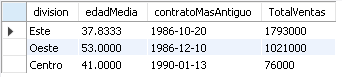 division edadMedia contratoMasAntiguo TotalVentas
Este 37.8333 1986-10-20 1793000
Oeste 53.0000 1986-12-10 1021000
Centro 41.0000 1990-01-13 76000